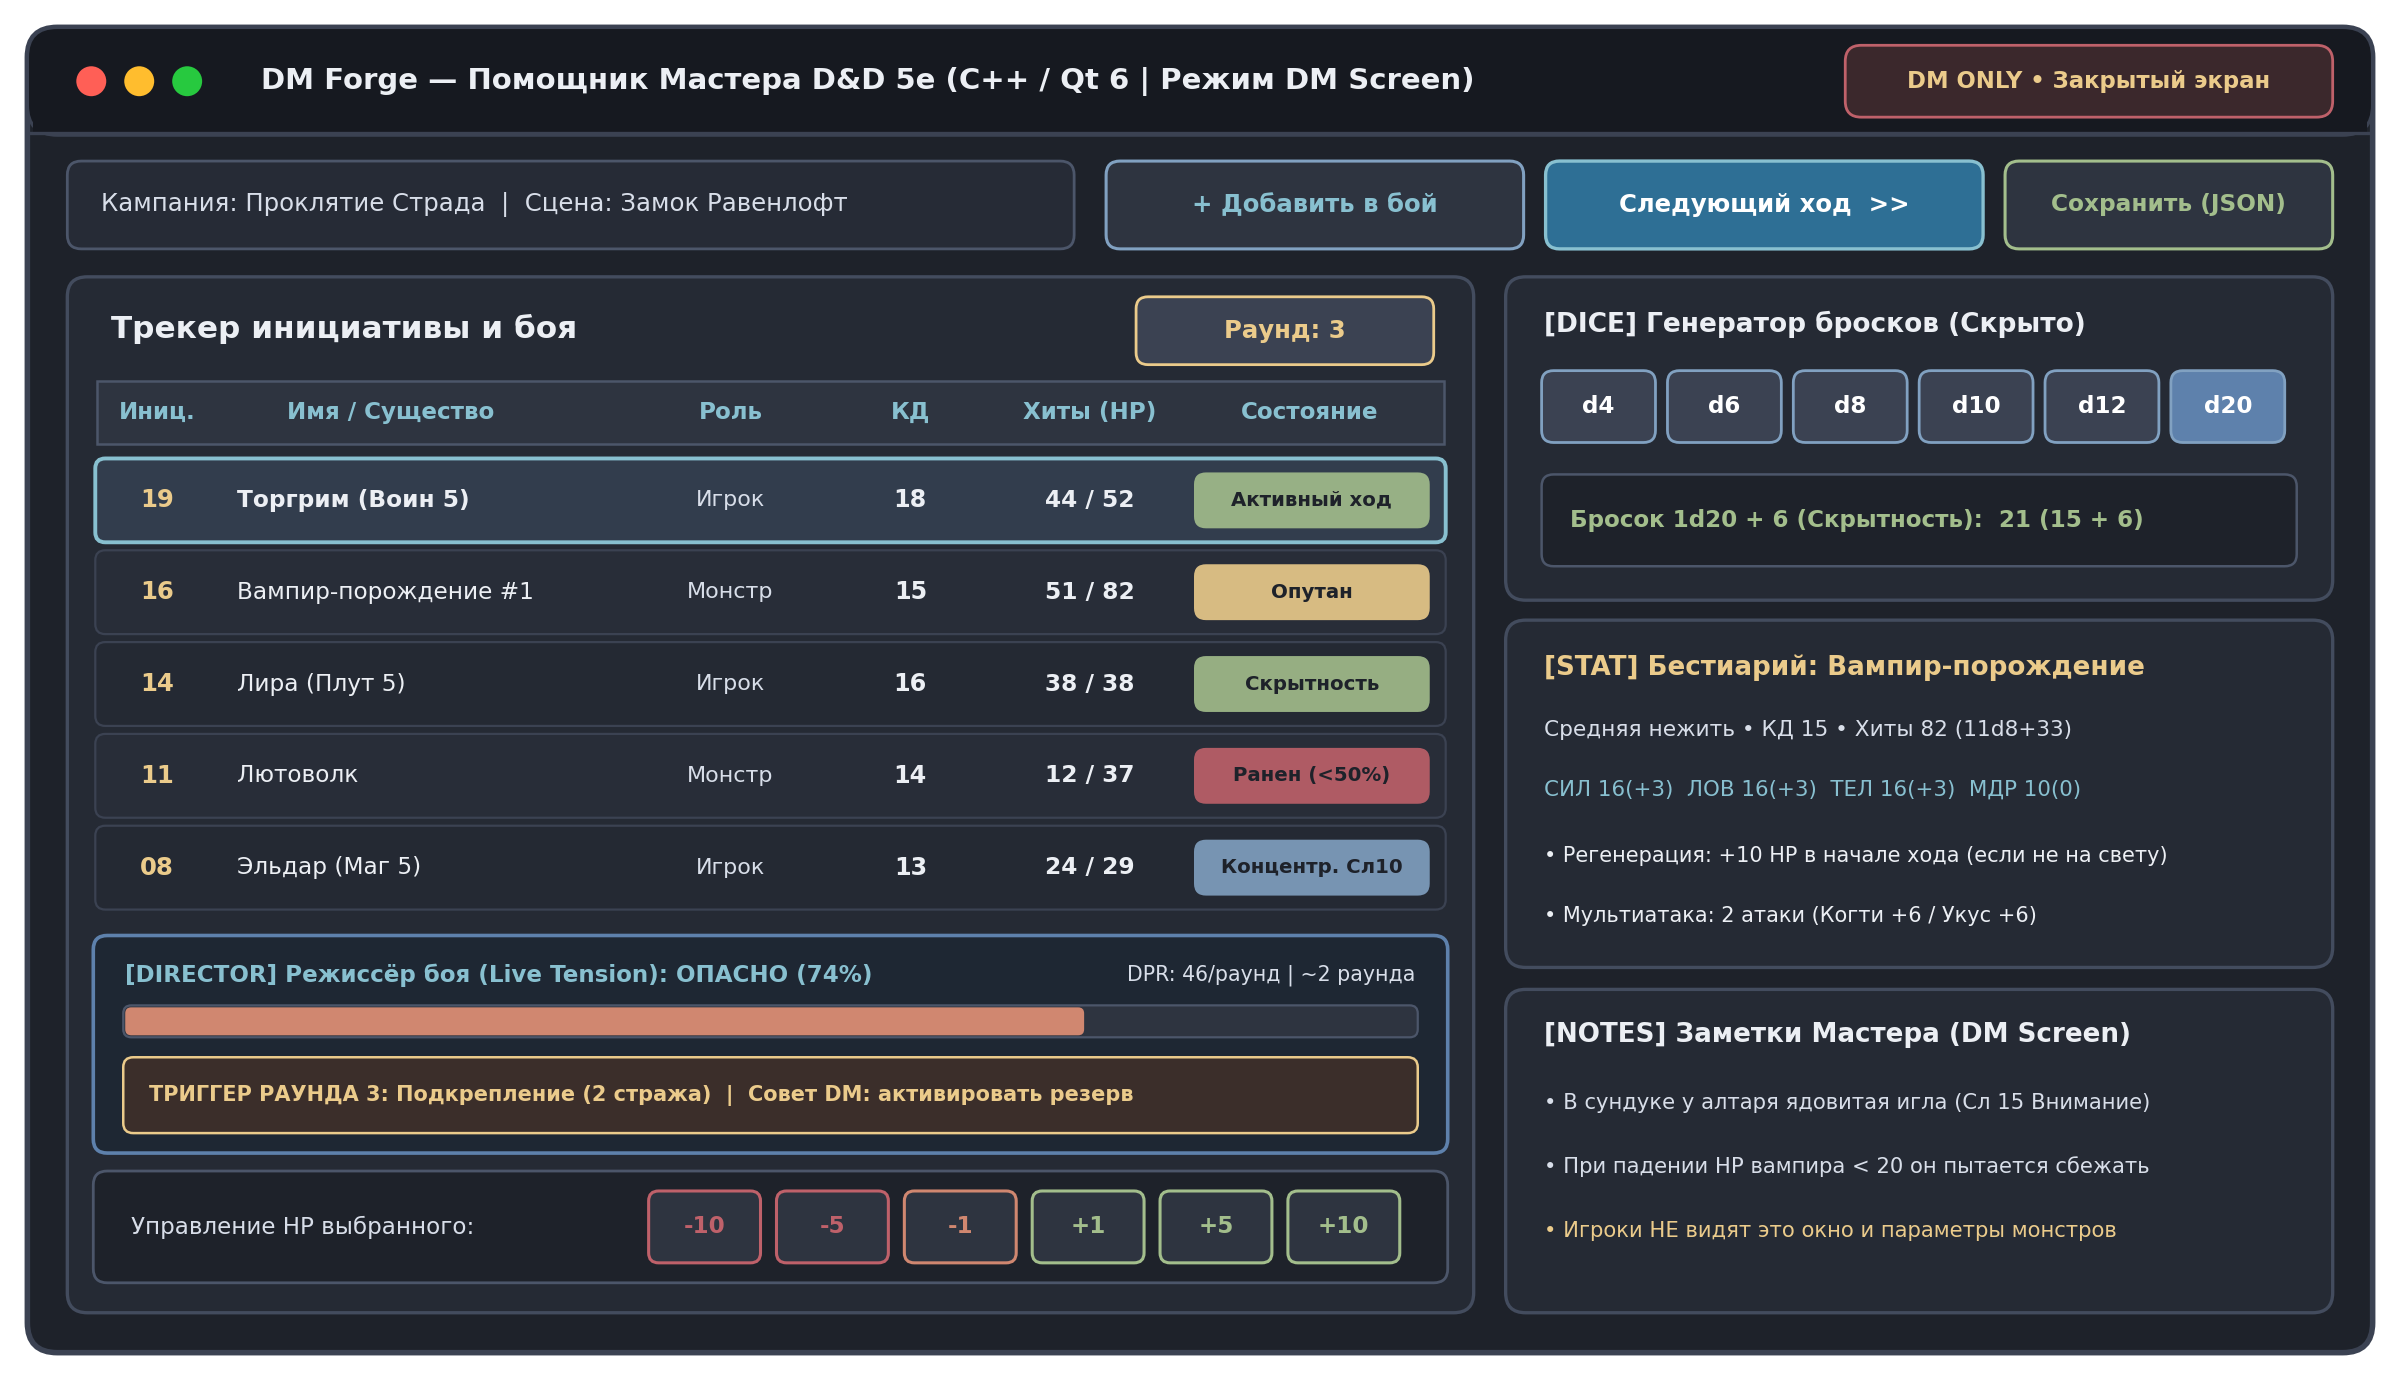 DM Forge — Помощник Мастера D&D 5e (C++ / Qt 6 | Режим DM Screen)
DM ONLY • Закрытый экран
Кампания: Проклятие Страда | Сцена: Замок Равенлофт
+ Добавить в бой
Следующий ход >>
Сохранить (JSON)
Трекер инициативы и боя
Раунд: 3
Иниц. Имя / Существо Роль КД Хиты (HP) Состояние
19 Торгрим (Воин 5) Игрок 18 44 / 52 Активный ход
16 Вампир-порождение #1 Монстр 15 51 / 82 Опутан
14 Лира (Плут 5) Игрок 16 38 / 38 Скрытность
11 Лютоволк Монстр 14 12 / 37 Ранен (<50%)
08 Эльдар (Маг 5) Игрок 13 24 / 29 Концентр. Сл10
[DIRECTOR] Режиссёр боя (Live Tension): ОПАСНО (74%)
DPR: 46/раунд | ~2 раунда
ТРИГГЕР РАУНДА 3: Подкрепление (2 стража) | Совет DM: активировать резерв
Управление HP выбранного:
-10 -5 -1 +1 +5 +10
[DICE] Генератор бросков (Скрыто)
d4 d6 d8 d10 d12 d20
Бросок 1d20 + 6 (Скрытность): 21 (15 + 6)
[STAT] Бестиарий: Вампир-порождение
Средняя нежить • КД 15 • Хиты 82 (11d8+33)
СИЛ 16(+3) ЛОВ 16(+3) ТЕЛ 16(+3) МДР 10(0)
• Регенерация: +10 HP в начале хода (если не на свету)
• Мультиатака: 2 атаки (Когти +6 / Укус +6)
[NOTES] Заметки Мастера (DM Screen)
• В сундуке у алтаря ядовитая игла (Сл 15 Внимание)
• При падении HP вампира < 20 он пытается сбежать
• Игроки НЕ видят это окно и параметры монстров